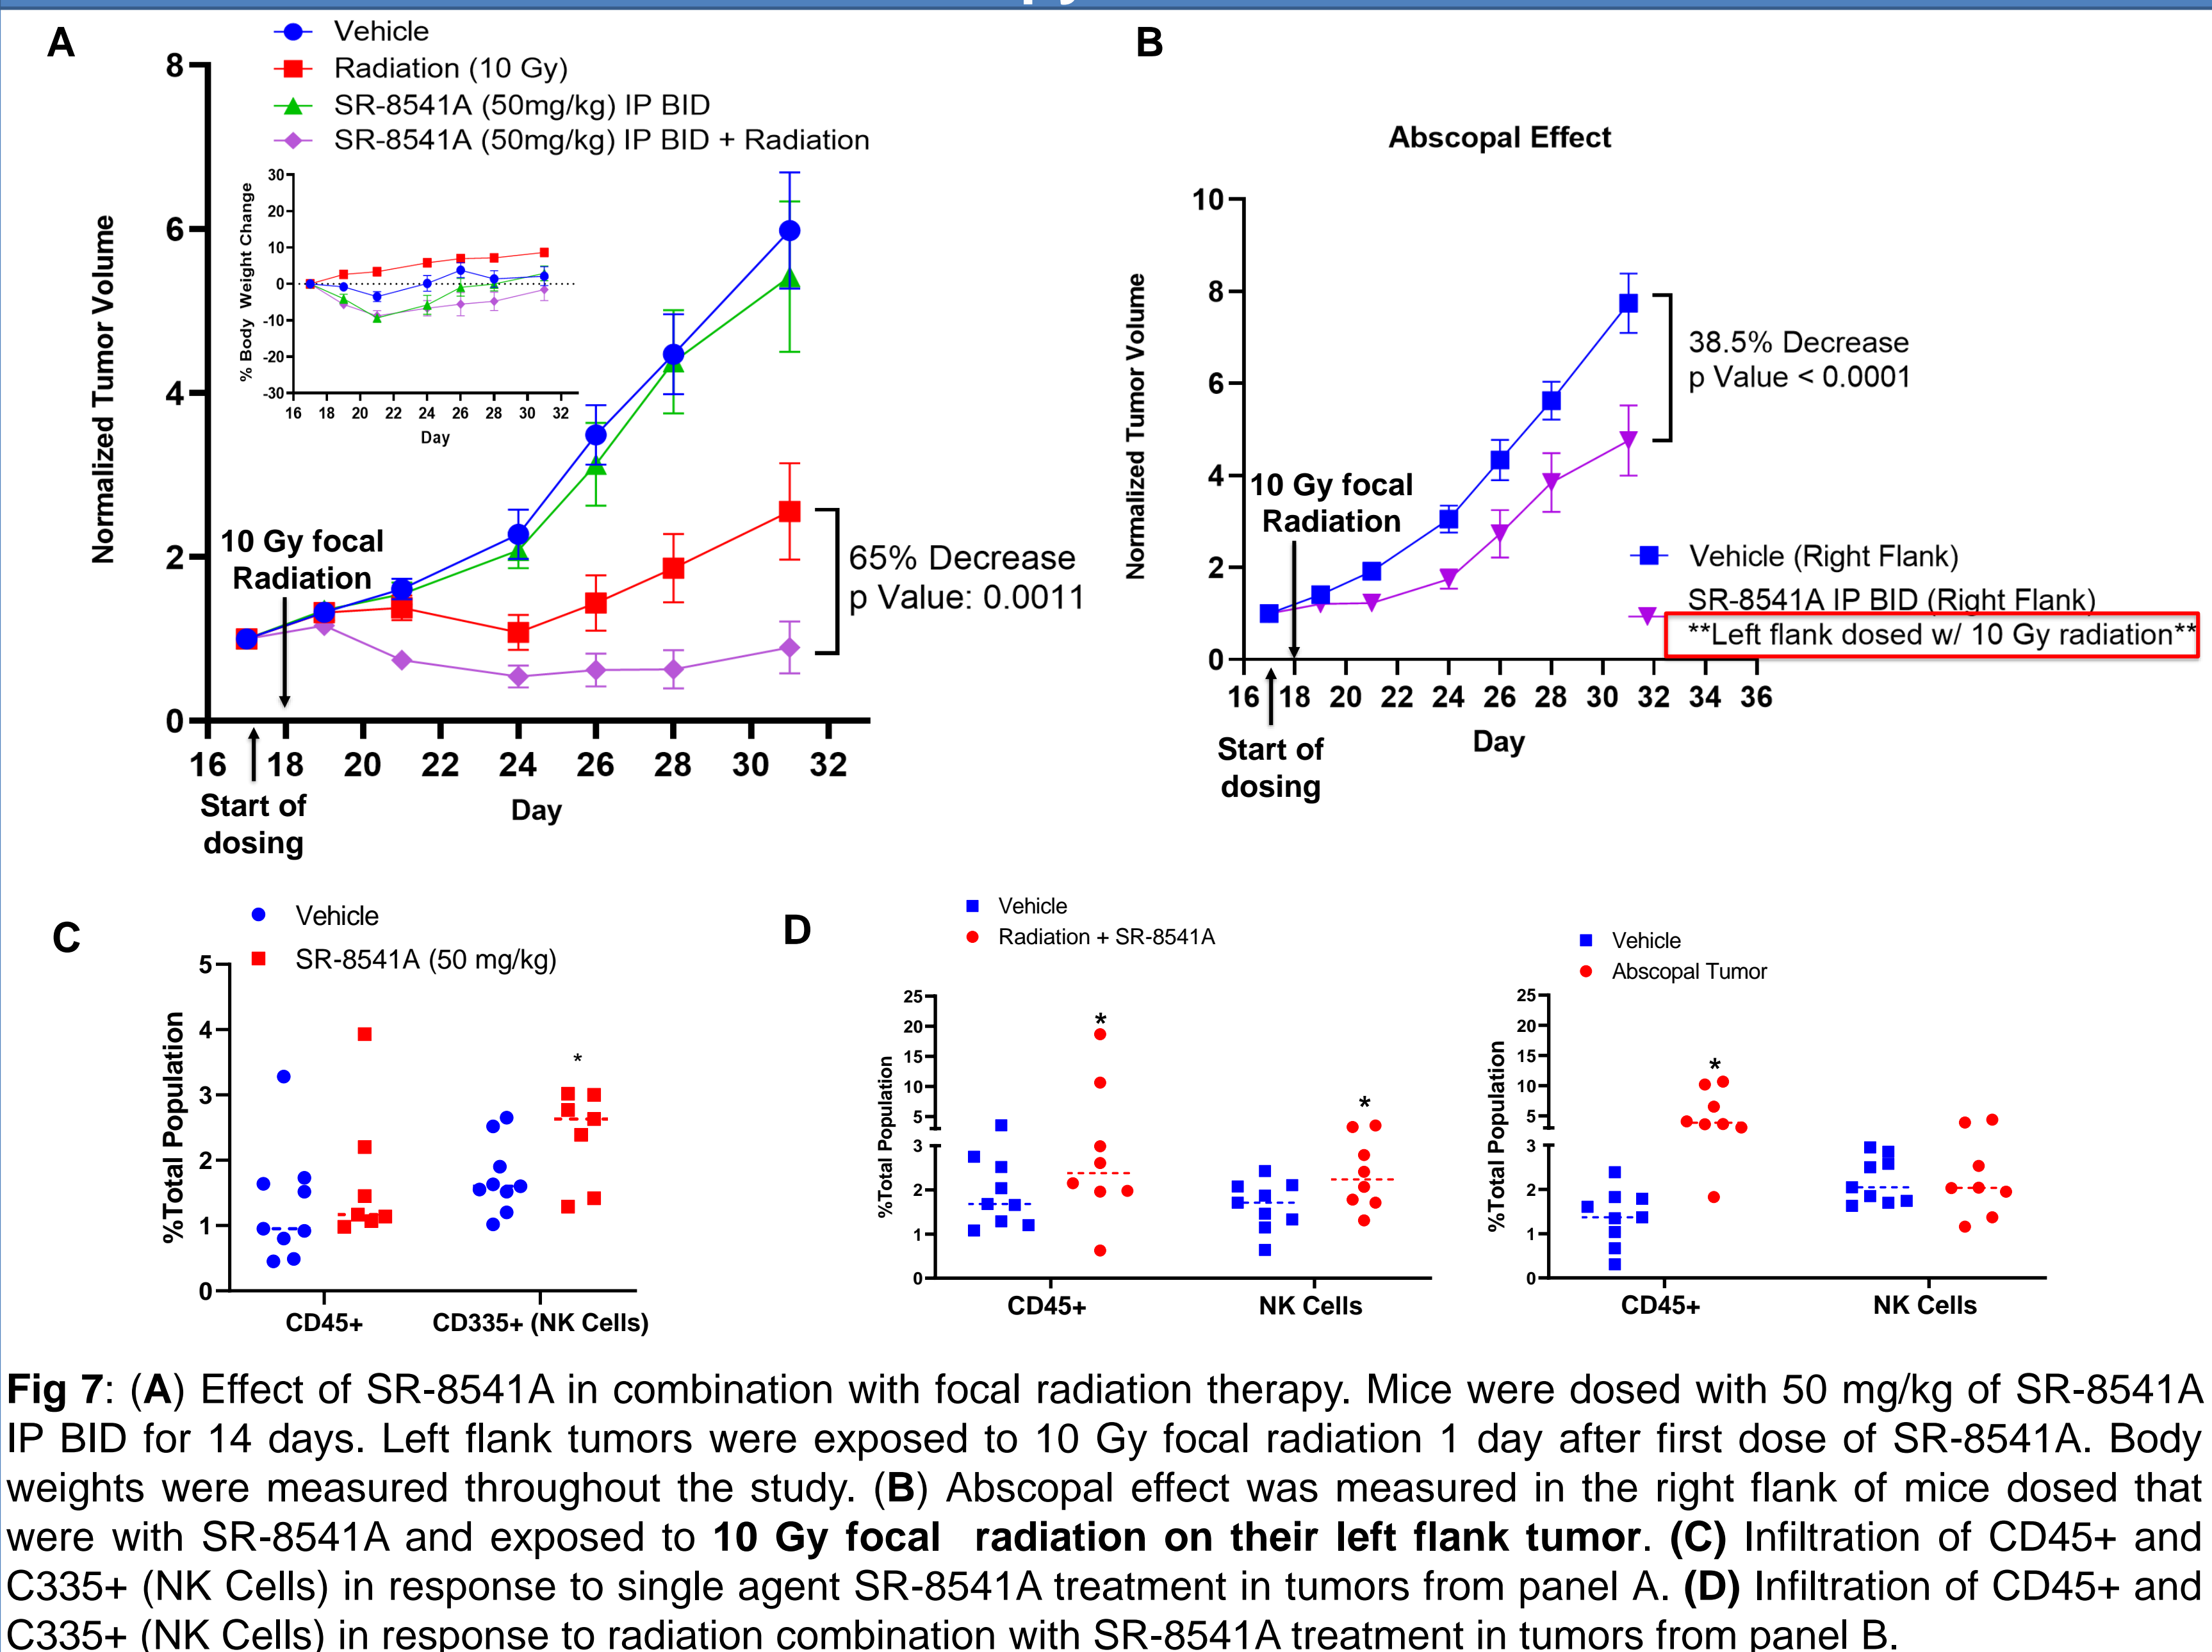 A
Vehicle
Radiation (10 Gy)
SR-8541A (50mg/kg) IP BID
SR-8541A (50mg/kg) IP BID + Radiation
8
6
4
2
0
Normalized Tumor Volume
30
20
10
0
-10
-20
-30
% Body Weight Change
16 18 20 22 24 26 28 30 32
Day
10 Gy focal
Radiation
65% Decrease
p Value: 0.0011
16 18 20 22 24 26 28 30 32
Day
Start of
dosing
B
Abscopal Effect
10
8
6
4
2
0
Normalized Tumor Volume
38.5% Decrease
p Value < 0.0001
10 Gy focal
Radiation
Vehicle (Right Flank)
SR-8541A IP BID (Right Flank)
**Left flank dosed w/ 10 Gy radiation**
16 18 20 22 24 26 28 30 32 34 36
Day
Start of
dosing
C
Vehicle
SR-8541A (50 mg/kg)
5
4
3
2
1
0
%Total Population
*
CD45+
CD335+ (NK Cells)
D
Vehicle
Radiation + SR-8541A
25
20
15
10
5
3
2
1
0
%Total Population
*
*
CD45+
NK Cells
Vehicle
Abscopal Tumor
25
20
15
10
5
3
2
1
0
%Total Population
*
CD45+
NK Cells
Fig 7: (A) Effect of SR-8541A in combination with focal radiation therapy. Mice were dosed with 50 mg/kg of SR-8541A
IP BID for 14 days. Left flank tumors were exposed to 10 Gy focal radiation 1 day after first dose of SR-8541A. Body
weights were measured throughout the study. (B) Abscopal effect was measured in the right flank of mice dosed that
were with SR-8541A and exposed to 10 Gy focal radiation on their left flank tumor. (C) Infiltration of CD45+ and
C335+ (NK Cells) in response to single agent SR-8541A treatment in tumors from panel A. (D) Infiltration of CD45+ and
C335+ (NK Cells) in response to radiation combination with SR-8541A treatment in tumors from panel B.